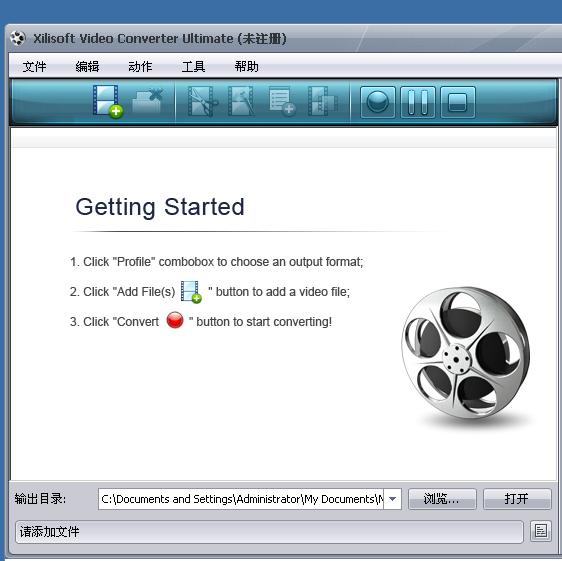 Xilisoft Video Converter Ultimate (未注册)
文件 编辑 动作 工具 帮助
Getting Started
1. Click "Profile" combobox to choose an output format;
2. Click "Add File(s) " button to add a video file;
3. Click "Convert " button to start converting!
输出目录: C:\Documents and Settings\Administrator\My Documents\ 浏览... 打开
请添加文件